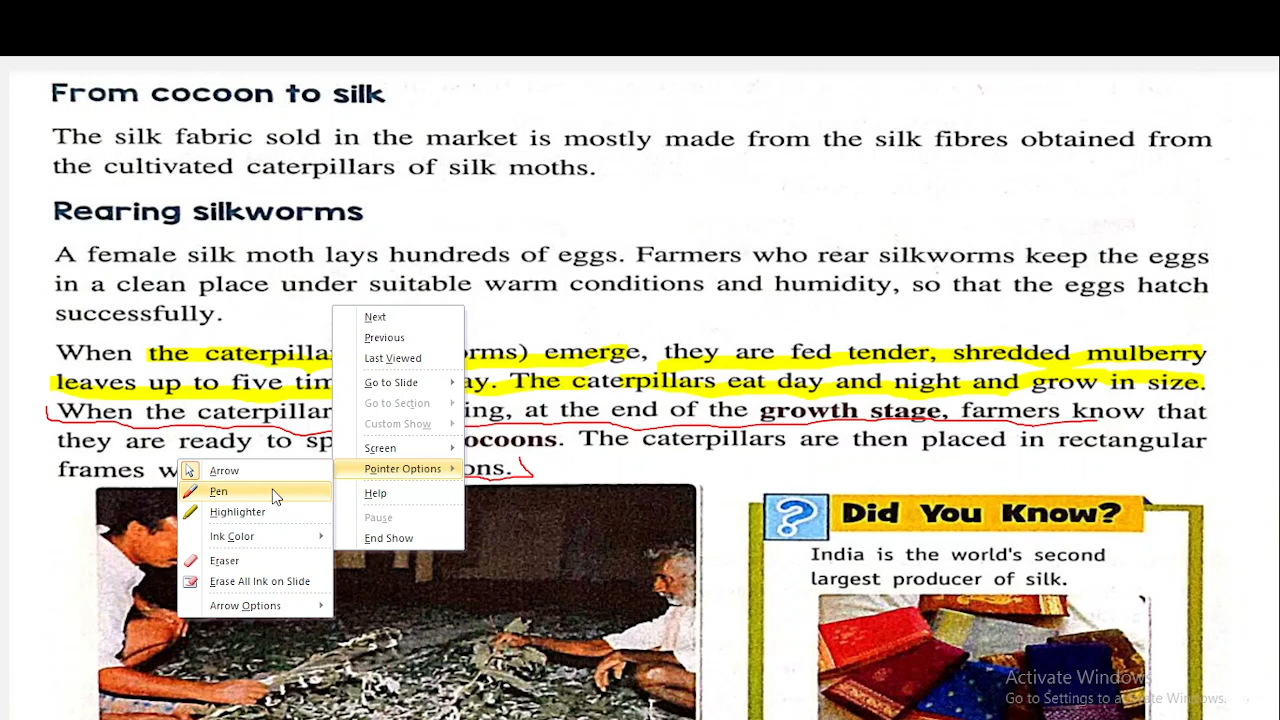 From cocoon to silk
The silk fabric sold in the market is mostly made from the silk fibres obtained from
the cultivated caterpillars of silk moths.
Rearing silkworms
A female silk moth lays hundreds of eggs. Farmers who rear silkworms keep the eggs
in a clean place under suitable warm conditions and humidity, so that the eggs hatch
successfully.
When the caterpilla orms) emerge, they are fed tender, shredded mulberry
leaves up to five tim ay. The caterpillars eat day and night and grow in size.
When the caterpillar ing, at the end of the growth stage, farmers know that
they are ready to sp ocoons. The caterpillars are then placed in rectangular
frames w ons.
Next
Previous
Last Viewed
Go to Slide
Go to Section
Custom Show
Screen
Pointer Options
Help
Pause
End Show
Arrow
Pen
Highlighter
Ink Color
Eraser
Erase All Ink on Slide
Arrow Options
? Did You Know?
India is the world's second
largest producer of silk.
Activate Windows
Go to Settings to activate Windows.